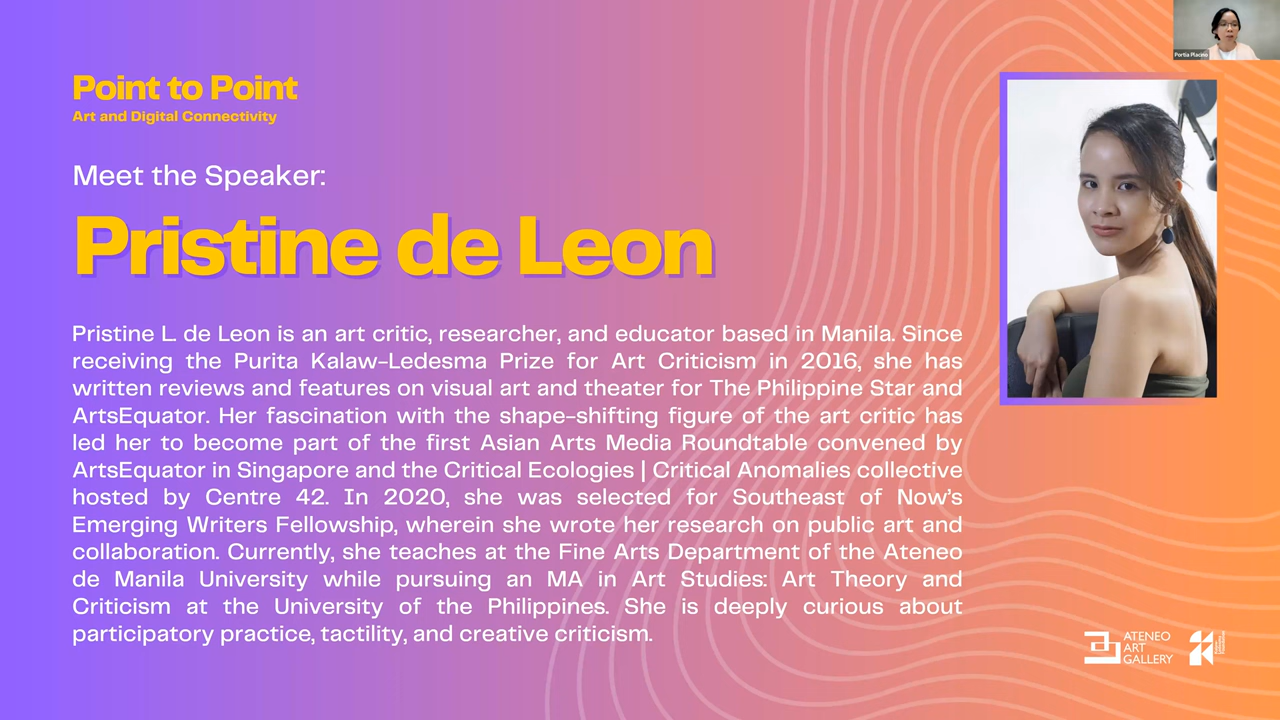 Portia Placino
Point to Point
Art and Digital Connectivity
Meet the Speaker:
Pristine de Leon
Pristine L. de Leon is an art critic, researcher, and educator based in Manila. Since
receiving the Purita Kalaw-Ledesma Prize for Art Criticism in 2016, she has
written reviews and features on visual art and theater for The Philippine Star and
ArtsEquator. Her fascination with the shape-shifting figure of the art critic has
led her to become part of the first Asian Arts Media Roundtable convened by
ArtsEquator in Singapore and the Critical Ecologies | Critical Anomalies collective
hosted by Centre 42. In 2020, she was selected for Southeast of Now’s
Emerging Writers Fellowship, wherein she wrote her research on public art and
collaboration. Currently, she teaches at the Fine Arts Department of the Ateneo
de Manila University while pursuing an MA in Art Studies: Art Theory and
Criticism at the University of the Philippines. She is deeply curious about
participatory practice, tactility, and creative criticism.
ATENEO
ART
GALLERY